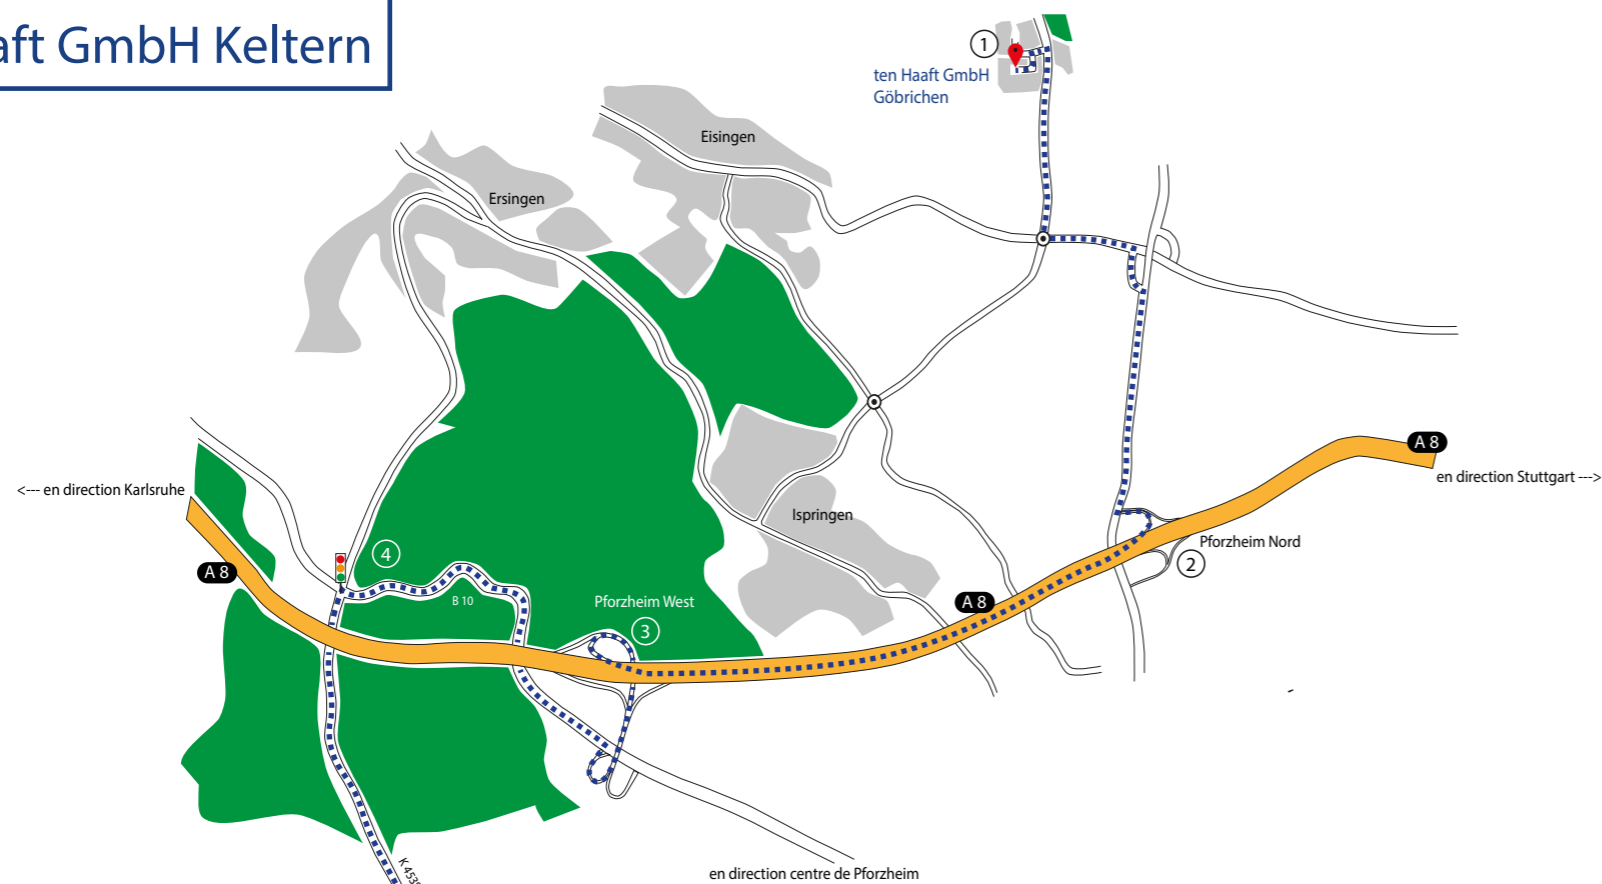 GmbH Keltern
1
ten Haaft GmbH
Göbrichen
Eisingen
Ersingen
A 8
<--- en direction Karlsruhe
en direction Stuttgart --->
Ispringen
Pforzheim Nord
2
4
A 8
B 10
Pforzheim West
A 8
3
en direction centre de Pforzheim